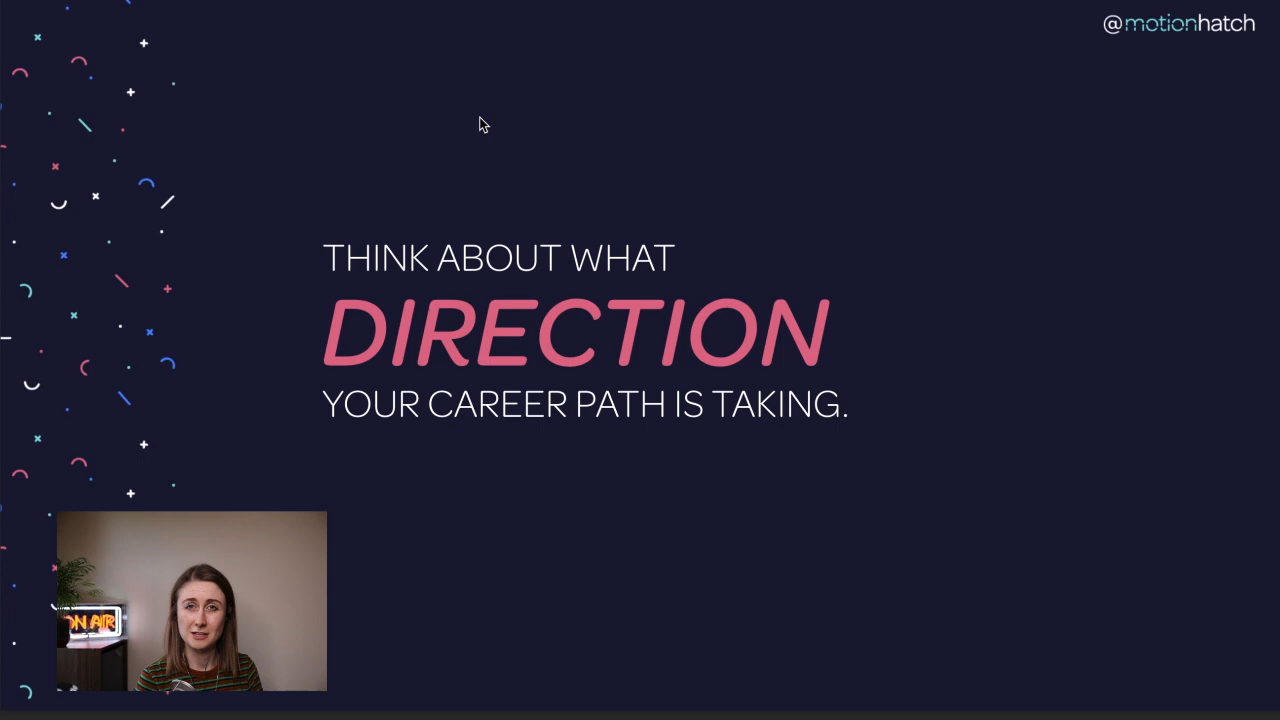 @motionhatch
THINK ABOUT WHAT
DIRECTION
YOUR CAREER PATH IS TAKING.
ON AIR